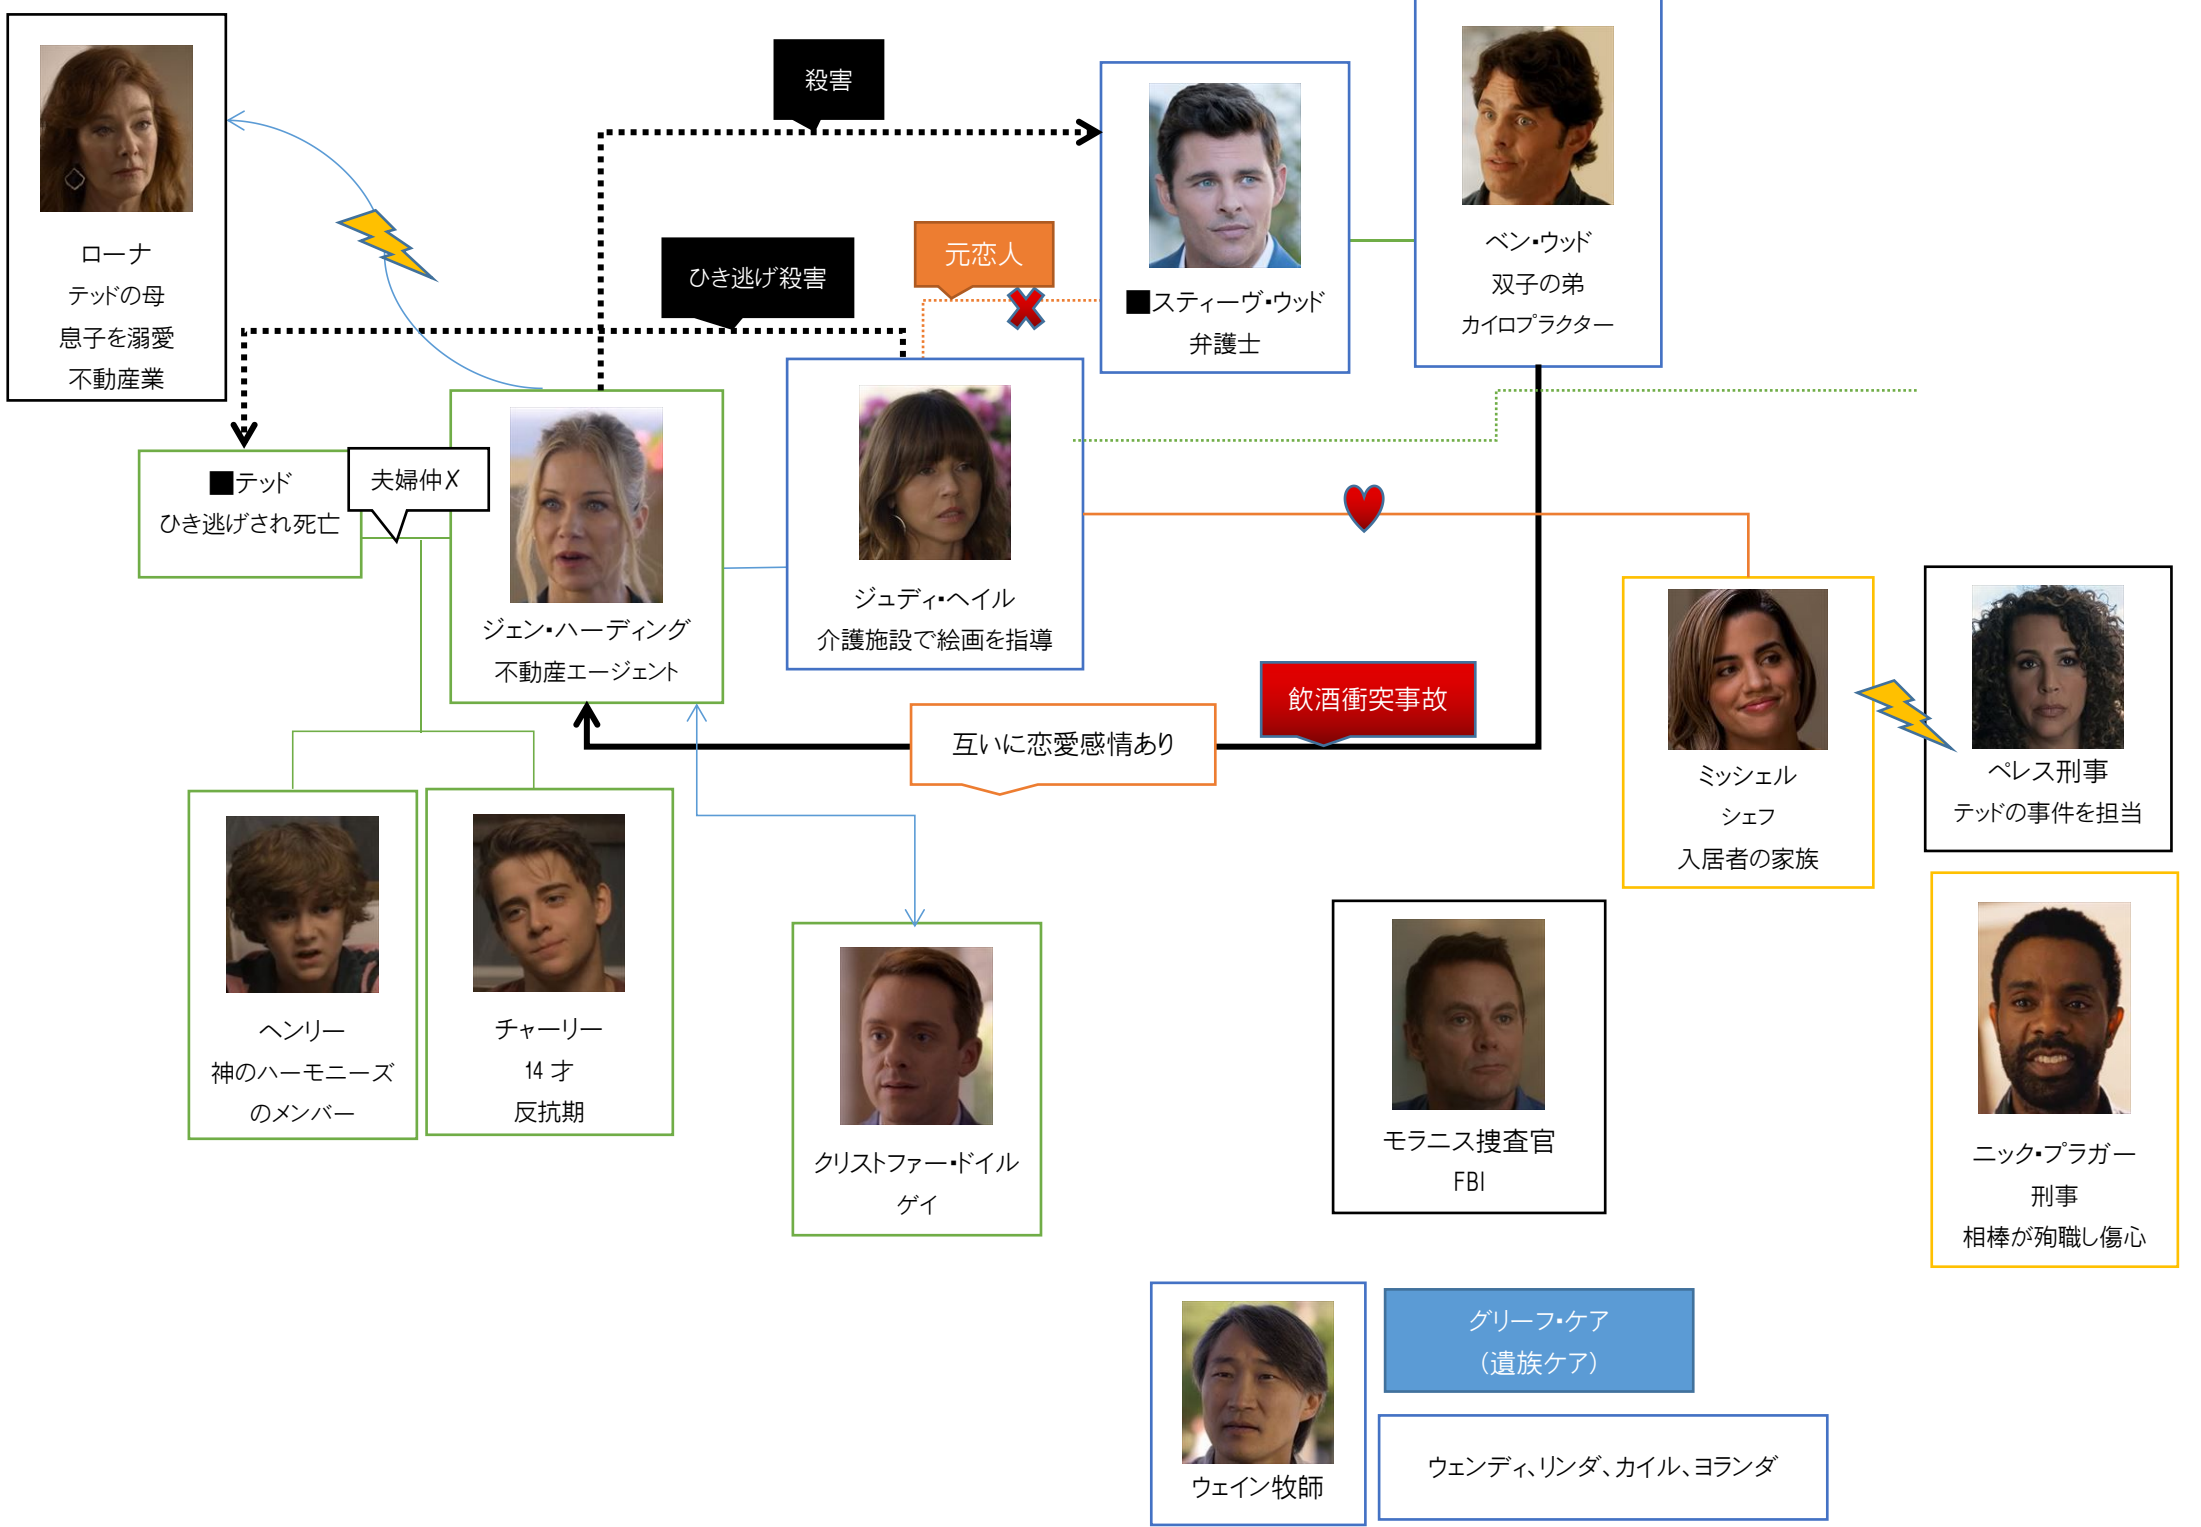 殺害
ローナ
テッドの母
息子を溺愛
不動産業
ひき逃げ殺害
元恋人
■スティーヴ・ウッド
弁護士
ベン・ウッド
双子の弟
カイロプラクター
■テッド
ひき逃げされ死亡
夫婦仲X
ジェン・ハーディング
不動産エージェント
ジュディ・ヘイル
介護施設で絵画を指導
飲酒衝突事故
互いに恋愛感情あり
ミッシェル
シェフ
入居者の家族
ペレス刑事
テッドの事件を担当
ヘンリー
神のハーモニーズ
のメンバー
チャーリー
14 才
反抗期
クリストファー・ドイル
ゲイ
モラニス捜査官
FBI
ニック・プラガー
刑事
相棒が殉職し傷心
ウェイン牧師
グリーフ・ケア
(遺族ケア)
ウェンディ、リンダ、カイル、ヨランダ